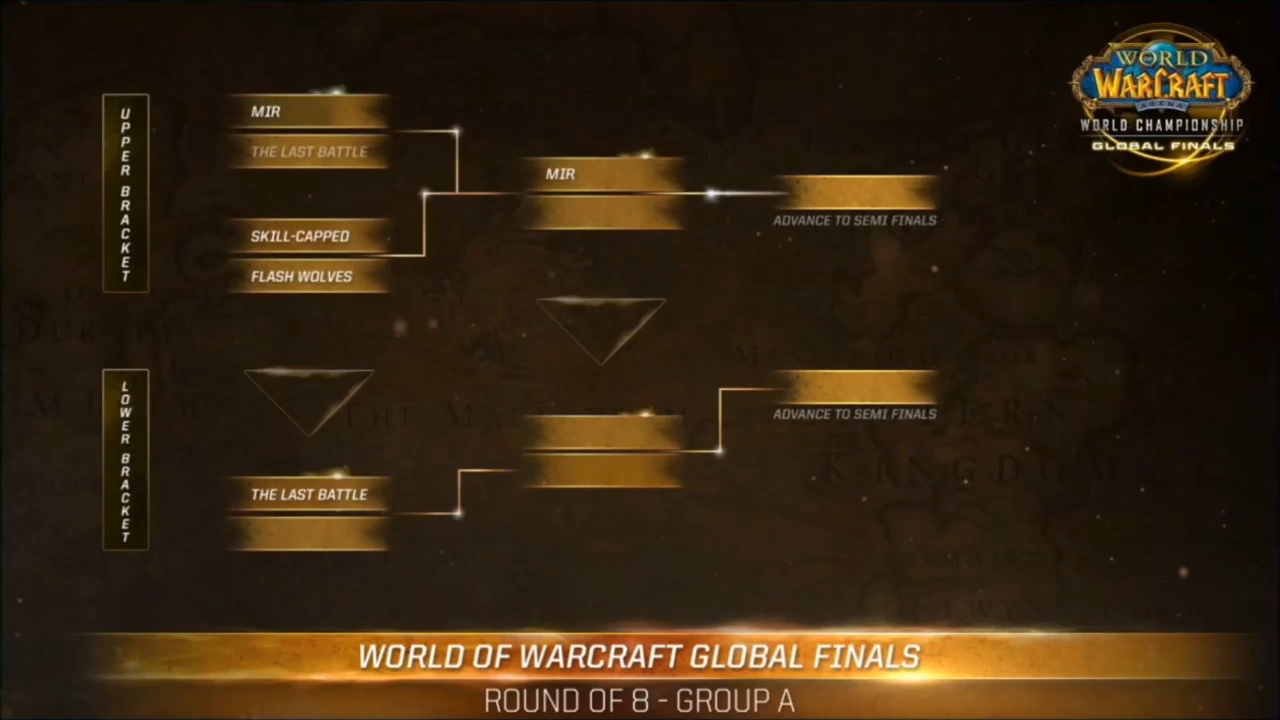 WORLD
WARCRAFT
ARENA
WORLD CHAMPIONSHIP
GLOBAL FINALS
UPPER BRACKET
MIR
THE LAST BATTLE
SKILL-CAPPED
FLASH WOLVES
MIR
ADVANCE TO SEMI FINALS
LOWER BRACKET
THE LAST BATTLE
ADVANCE TO SEMI FINALS
WORLD OF WARCRAFT GLOBAL FINALS
ROUND OF 8 - GROUP A